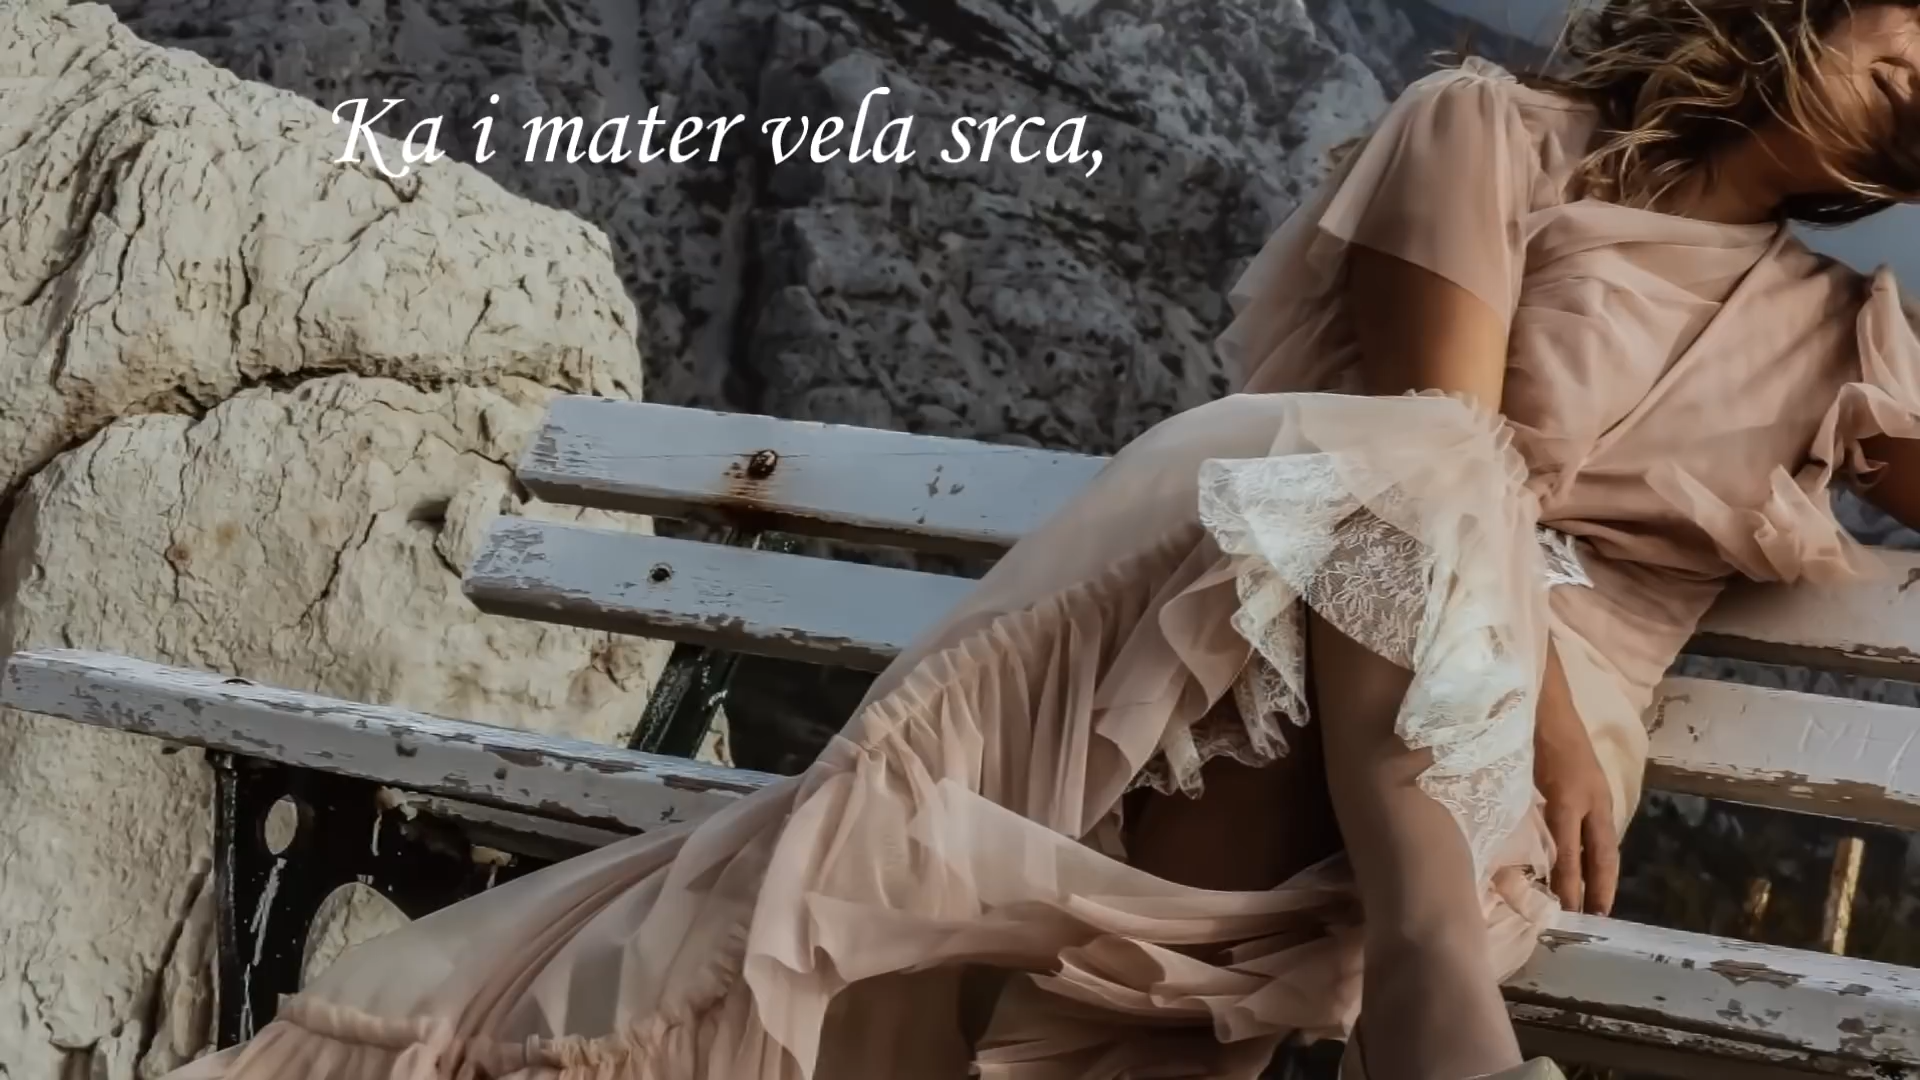 Ka i mater vela srca,